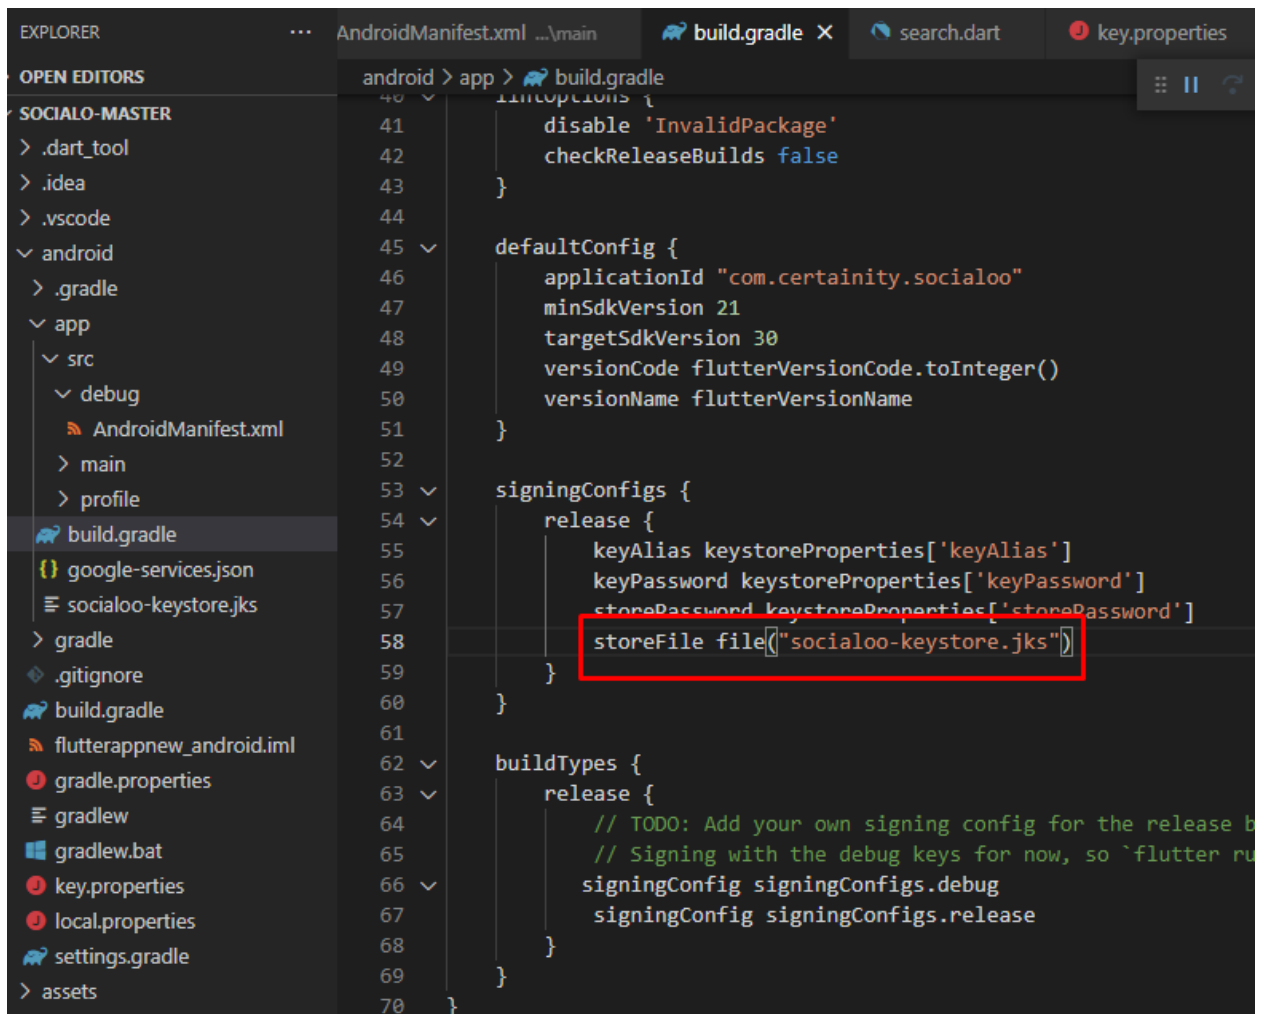 EXPLORER
AndroidManifest.xml ...\main
build.gradle
search.dart
key.properties
OPEN EDITORS
SOCIALO-MASTER
.dart_tool
.idea
.vscode
android
.gradle
app
src
debug
AndroidManifest.xml
main
profile
build.gradle
google-services.json
socialoo-keystore.jks
gradle
.gitignore
build.gradle
flutterappnew_android.iml
gradle.properties
gradlew
gradlew.bat
key.properties
local.properties
settings.gradle
assets
android > app > build.gradle
40 lintOptions {
41 disable 'InvalidPackage'
42 checkReleaseBuilds false
43 }
44
45 defaultConfig {
46 applicationId "com.certainity.socialoo"
47 minSdkVersion 21
48 targetSdkVersion 30
49 versionCode flutterVersionCode.toInteger()
50 versionName flutterVersionName
51 }
52
53 signingConfigs {
54 release {
55 keyAlias keystoreProperties['keyAlias']
56 keyPassword keystoreProperties['keyPassword']
57 storePassword keystoreProperties['storePassword']
58 storeFile file("socialoo-keystore.jks")
59 }
60 }
61
62 buildTypes {
63 release {
64 // TODO: Add your own signing config for the release b
65 // Signing with the debug keys for now, so `flutter ru
66 signingConfig signingConfigs.debug
67 signingConfig signingConfigs.release
68 }
69 }
70 }